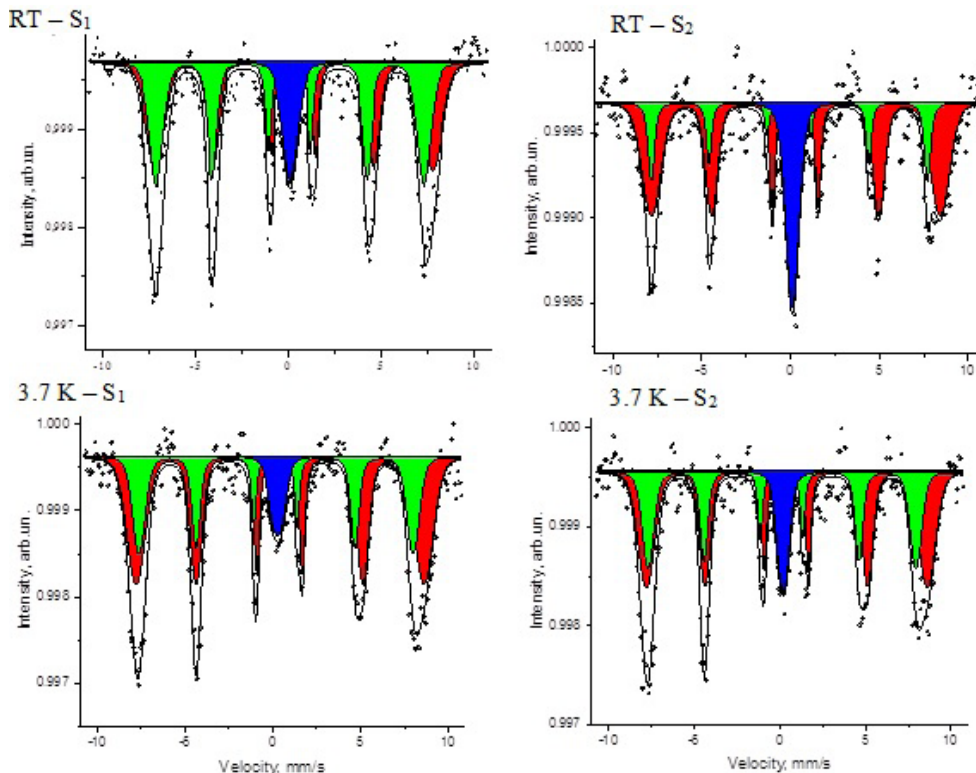 RT – S1
0.999
0.998
0.997
Intensity, arb.un.
-10 -5 0 5 10
RT – S2
1.0000
0.9995
0.9990
0.9985
Intensity, arb.un.
-10 -5 0 5 10
3.7 K – S1
1.000
0.999
0.998
0.997
Intensity, arb.un.
-10 -5 0 5 10
Velocity, mm/s
3.7 K – S2
1.000
0.999
0.998
0.997
Intensity, arb.un.
-10 -5 0 5 10
Velocity, mm/s